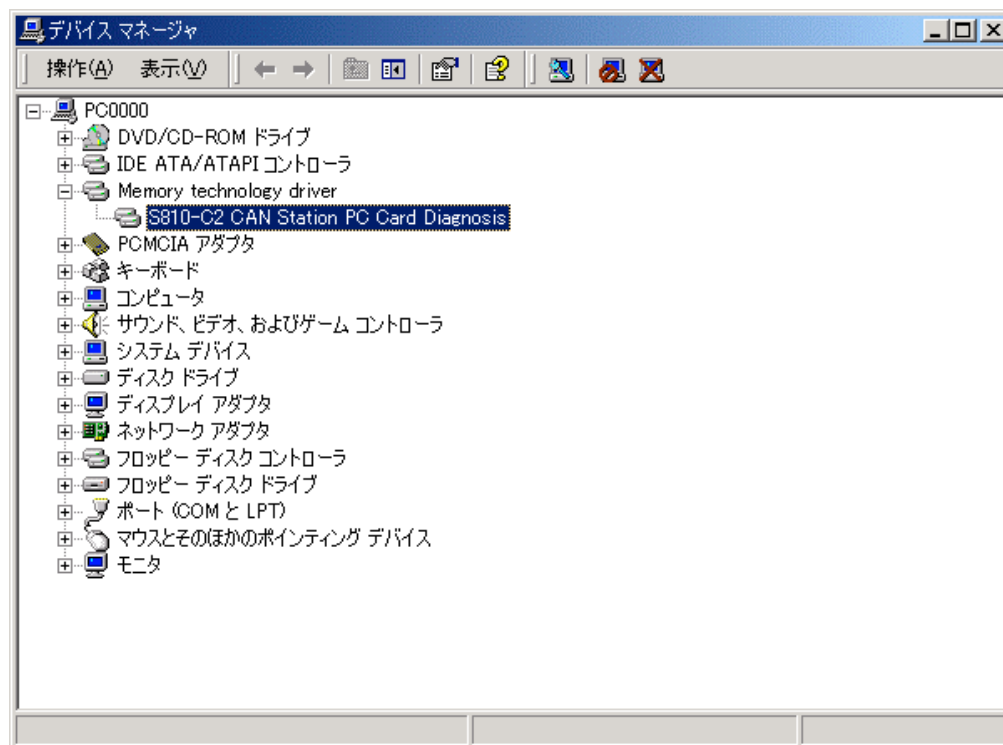 デバイス マネージャ
操作(A) 表示(V)
PC0000
DVD/CD-ROM ドライブ
IDE ATA/ATAPI コントローラ
Memory technology driver
S810-C2 CAN Station PC Card Diagnosis
PCMCIA アダプタ
キーボード
コンピュータ
サウンド、ビデオ、およびゲーム コントローラ
システム デバイス
ディスク ドライブ
ディスプレイ アダプタ
ネットワーク アダプタ
フロッピー ディスク コントローラ
フロッピー ディスク ドライブ
ポート (COM と LPT)
マウスとそのほかのポインティング デバイス
モニタ